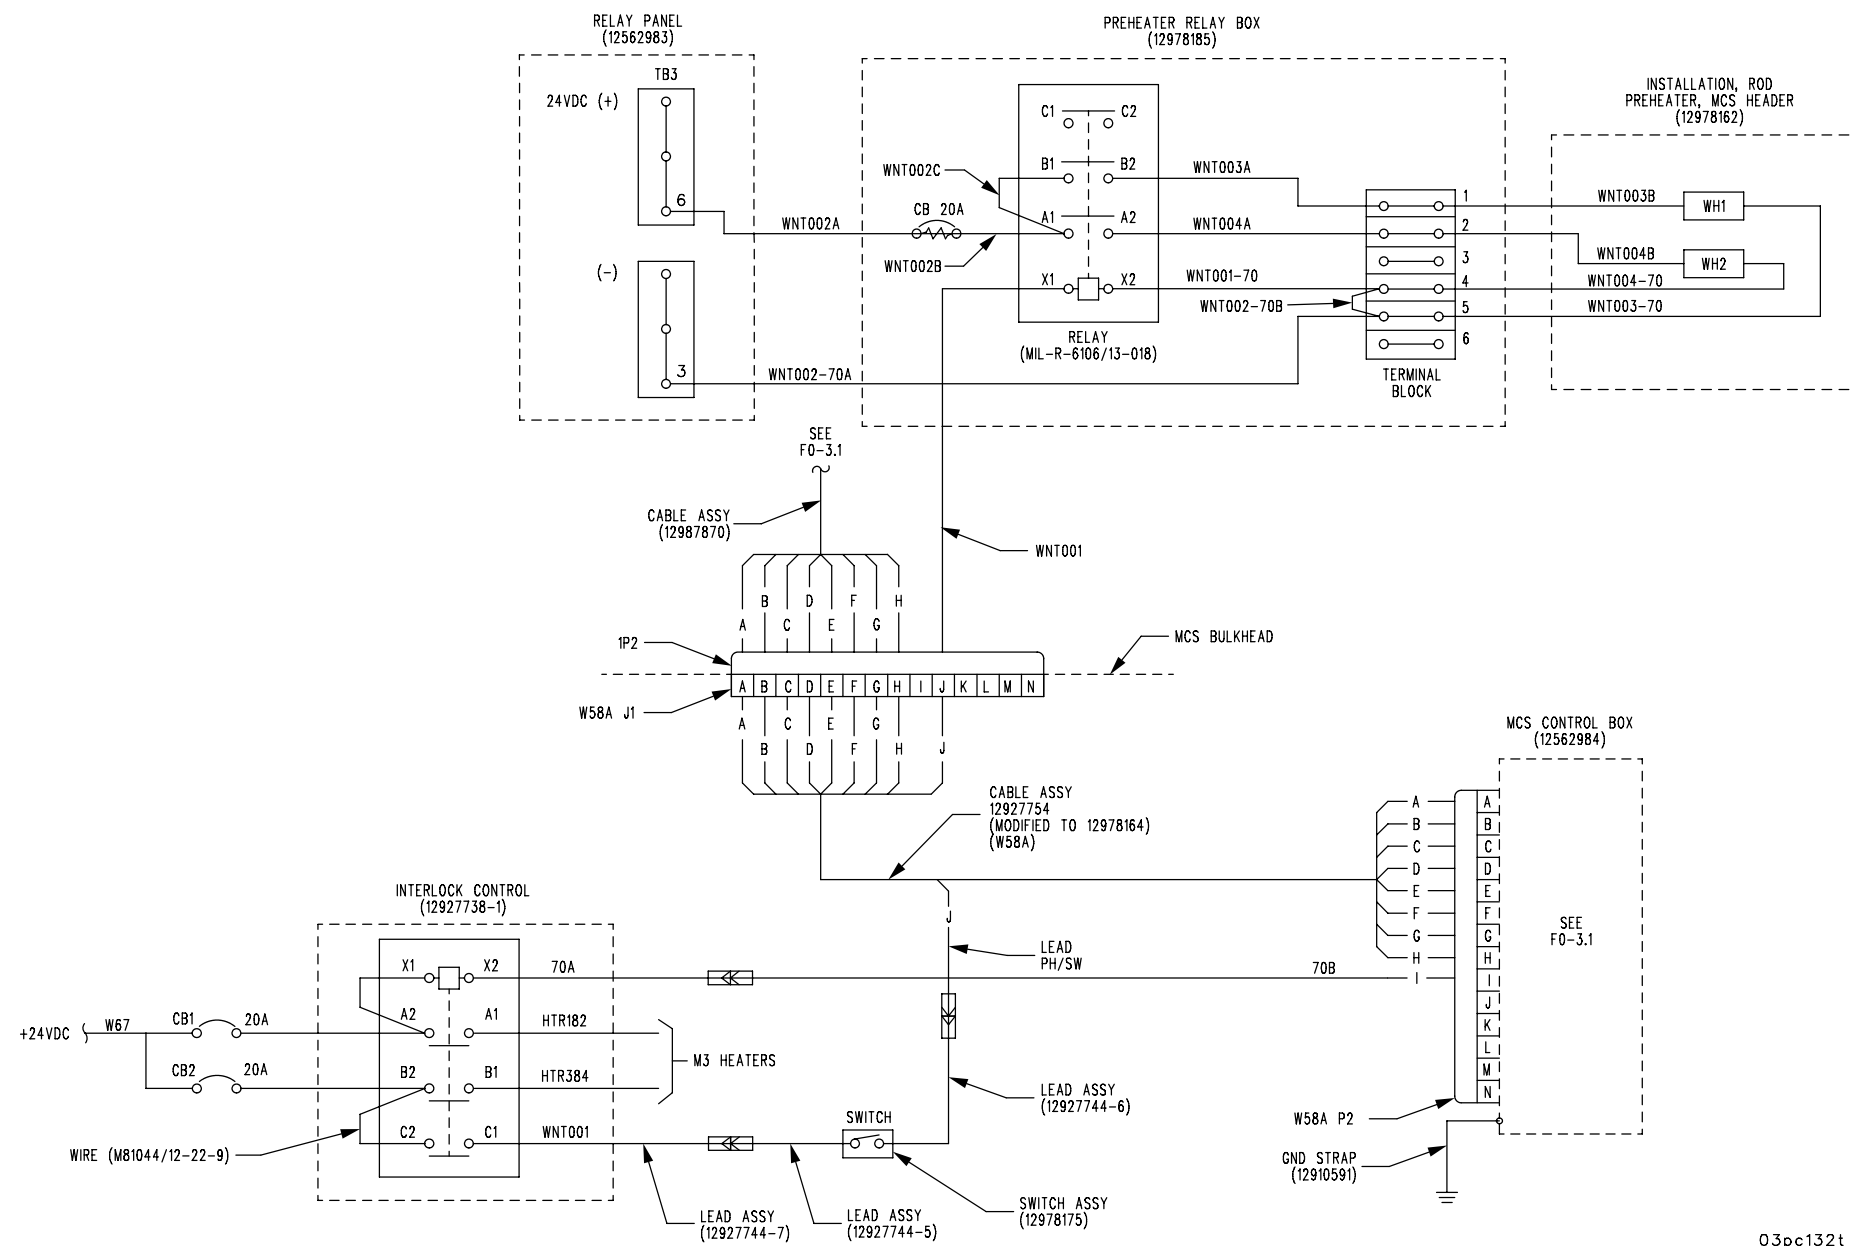 RELAY PANEL
(12562983)
TB3
24VDC (+)
6
(-)
3
PREHEATER RELAY BOX
(12978185)
C1
C2
B1
B2
A1
A2
X1
X2
WNT002C
CB 20A
WNT002A
WNT002B
WNT003A
WNT004A
WNT001-70
WNT002-70B
WNT002-70A
RELAY
(MIL-R-6106/13-018)
1
2
3
4
5
6
TERMINAL
BLOCK
INSTALLATION, ROD
PREHEATER, MCS HEADER
(12978162)
WNT003B
WH1
WNT004B
WH2
WNT004-70
WNT003-70
SEE
FO-3.1
CABLE ASSY
(12987870)
WNT001
B D F H
A C E G
1P2
MCS BULKHEAD
A B C D E F G H I J K L M N
W58A J1
A C E G
B D F H J
CABLE ASSY
12927754
(MODIFIED TO 12978164)
(W58A)
MCS CONTROL BOX
(12562984)
A A
B B
C C
D D
E E
F F
G G
H H
I I
J
K
L
M
N
SEE
FO-3.1
W58A P2
GND STRAP
(12910591)
INTERLOCK CONTROL
(12927738-1)
J
LEAD
PH/SW
X1
X2
70A
70B
+24VDC
W67
CB1
20A
A2
A1
HTR182
M3 HEATERS
CB2
20A
B2
B1
HTR384
C2
C1
WNT001
WIRE (M81044/12-22-9)
SWITCH
LEAD ASSY
(12927744-6)
SWITCH ASSY
(12978175)
LEAD ASSY
(12927744-7)
LEAD ASSY
(12927744-5)
03pc132t